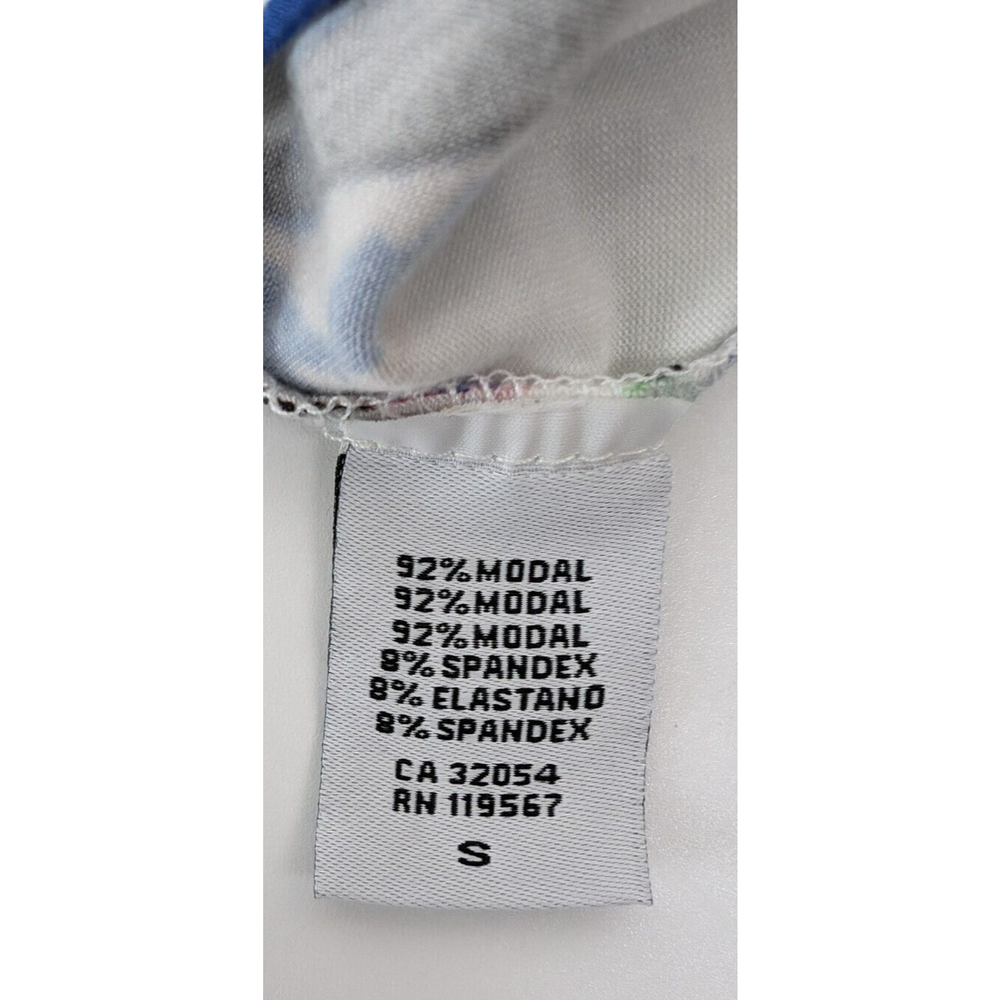 92% MODAL
92% MODAL
92% MODAL
8% SPANDEX
8% ELASTANO
8% SPANDEX
CA 32054
RN 119567
S